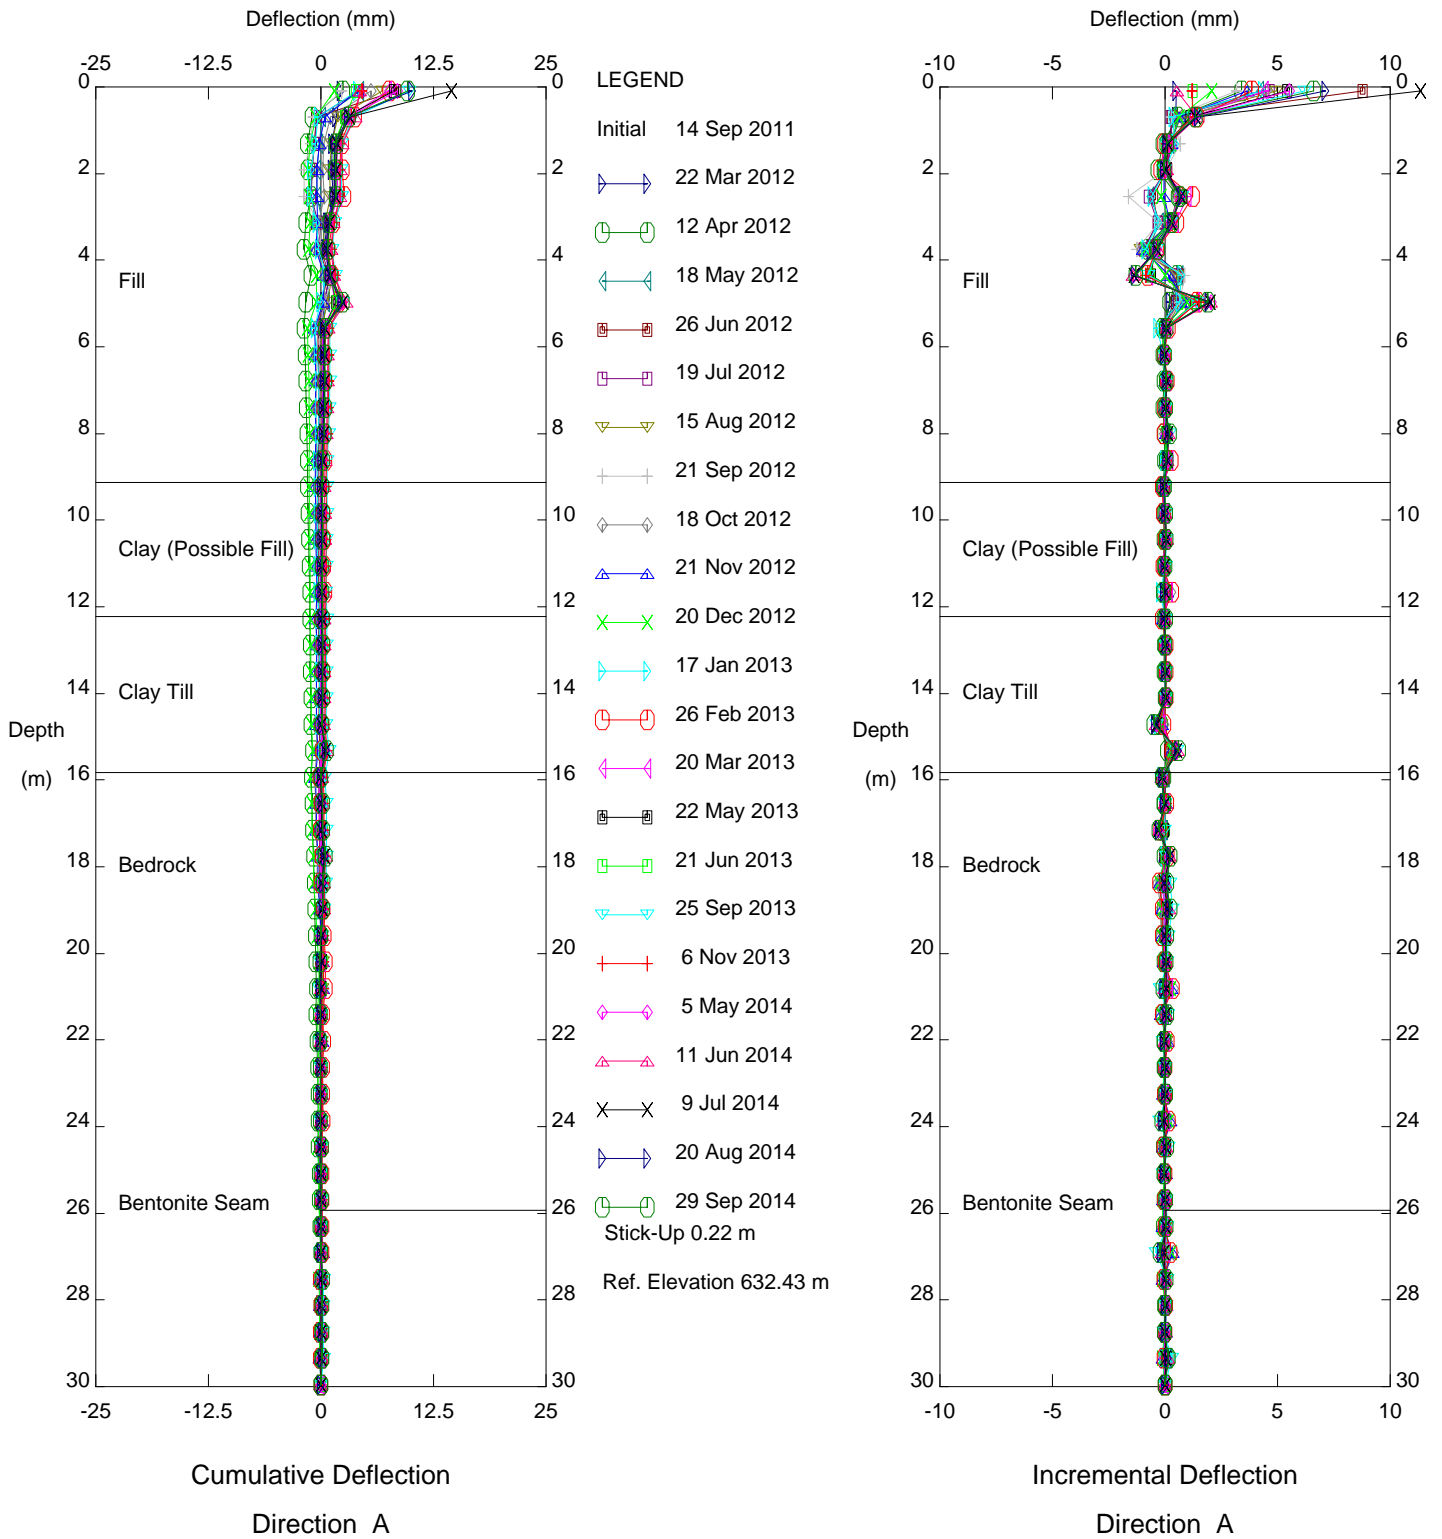 Deflection (mm)
-25 -12.5 0 12.5 25
0 0
2 2
4 4
Fill
6 6
8 8
10 10
Clay (Possible Fill)
12 12
Clay Till
14 14
Depth
(m)
16 16
Bedrock
18 18
20 20
22 22
24 24
Bentonite Seam
26 26
28 28
30 30
-25 -12.5 0 12.5 25
Cumulative Deflection
Direction A
LEGEND
Initial 14 Sep 2011
22 Mar 2012
12 Apr 2012
18 May 2012
26 Jun 2012
19 Jul 2012
15 Aug 2012
21 Sep 2012
18 Oct 2012
21 Nov 2012
20 Dec 2012
17 Jan 2013
26 Feb 2013
20 Mar 2013
22 May 2013
21 Jun 2013
25 Sep 2013
6 Nov 2013
5 May 2014
11 Jun 2014
9 Jul 2014
20 Aug 2014
29 Sep 2014
Stick-Up 0.22 m
Ref. Elevation 632.43 m
Deflection (mm)
-10 -5 0 5 10
0 0
2 2
4 4
Fill
6 6
8 8
10 10
Clay (Possible Fill)
12 12
Clay Till
14 14
Depth
(m)
16 16
Bedrock
18 18
20 20
22 22
24 24
Bentonite Seam
26 26
28 28
30 30
-10 -5 0 5 10
Incremental Deflection
Direction A